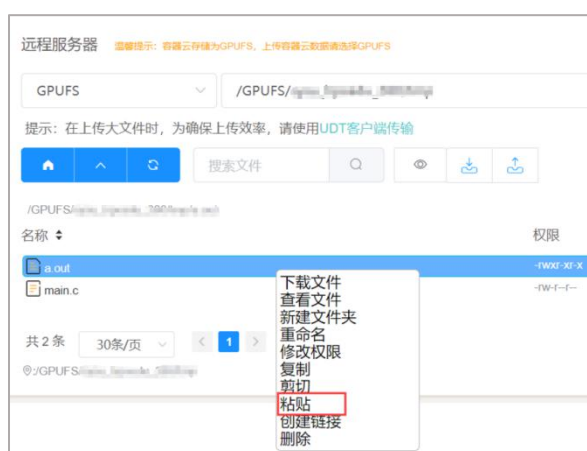 远程服务器 温馨提示：容器云存储为GPUFS，上传容器云数据请选择GPUFS
GPUFS /GPUFS/
提示：在上传大文件时，为确保上传效率，请使用UDT客户端传输
搜索文件
/GPUFS/
名称 权限
a.out -rwxr-xr-x
main.c -rw-r--r--
下载文件
查看文件
新建文件夹
重命名
修改权限
复制
剪切
粘贴
创建链接
删除
共 2 条 30条/页 1
:/GPUFS/